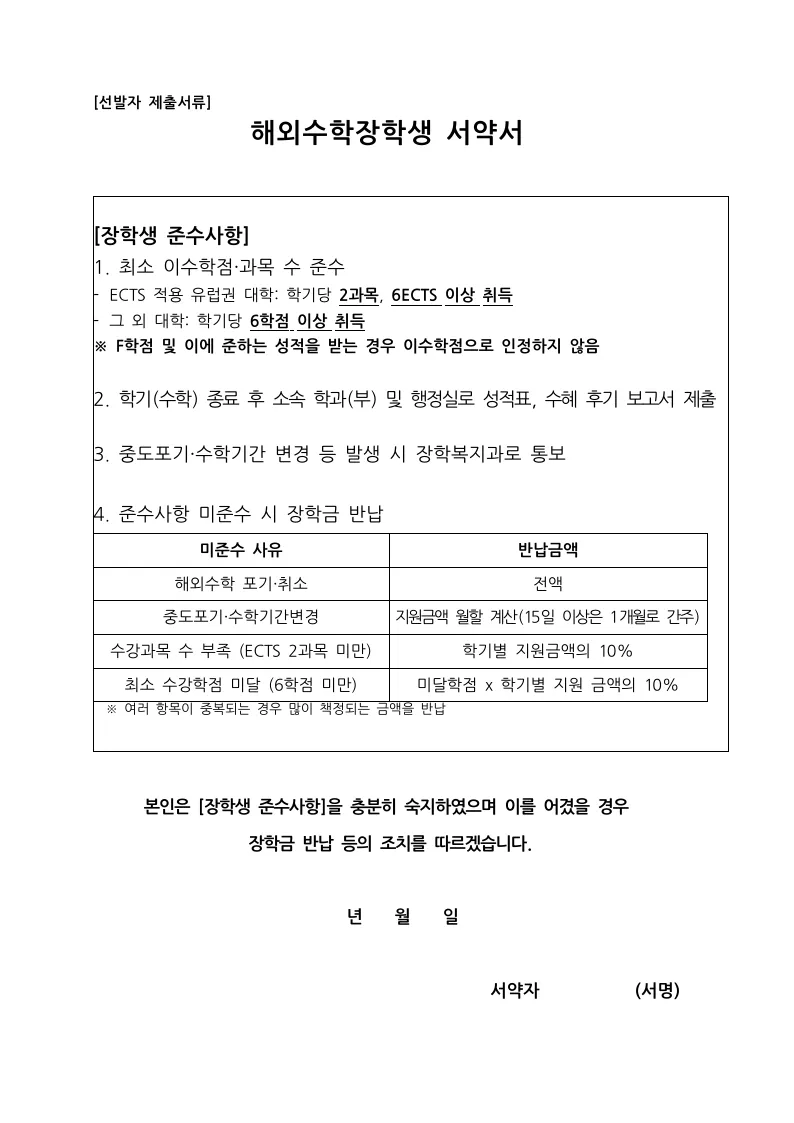 [선발자 제출서류]
해외수학장학생 서약서
[장학생 준수사항]
1. 최소 이수학점·과목 수 준수
- ECTS 적용 유럽권 대학: 학기당 2과목, 6ECTS 이상 취득
- 그 외 대학: 학기당 6학점 이상 취득
※ F학점 및 이에 준하는 성적을 받는 경우 이수학점으로 인정하지 않음
2. 학기(수학) 종료 후 소속 학과(부) 및 행정실로 성적표, 수혜 후기 보고서 제출
3. 중도포기·수학기간 변경 등 발생 시 장학복지과로 통보
4. 준수사항 미준수 시 장학금 반납
미준수 사유 반납금액
해외수학 포기·취소 전액
중도포기·수학기간변경 지원금액 월할 계산(15일 이상은 1개월로 간주)
수강과목 수 부족 (ECTS 2과목 미만) 학기별 지원금액의 10%
최소 수강학점 미달 (6학점 미만) 미달학점 x 학기별 지원 금액의 10%
※ 여러 항목이 중복되는 경우 많이 책정되는 금액을 반납
본인은 [장학생 준수사항]을 충분히 숙지하였으며 이를 어겼을 경우
장학금 반납 등의 조치를 따르겠습니다.
년 월 일
서약자 (서명)